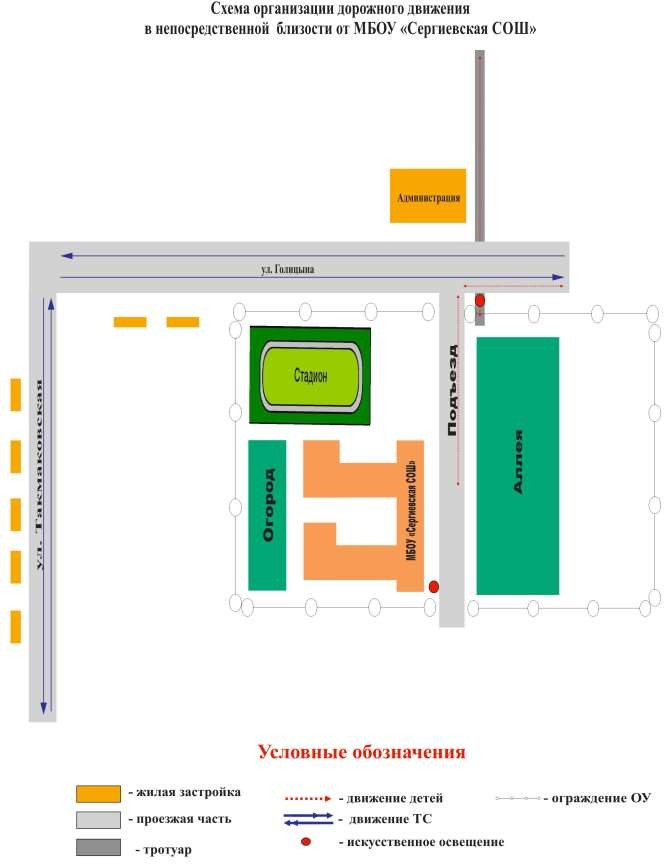 Схема организации дорожного движения
в непосредственной близости от МБОУ «Сергиевская СОШ»
Администрация
ул. Голицына
Стадион
Подъезд
ул. Такмаковская
Огород
МБОУ «Сергиевская СОШ»
Аллея
Условные обозначения
- жилая застройка
- движение детей
- ограждение ОУ
- проезжая часть
- движение ТС
- тротуар
- искусственное освещение